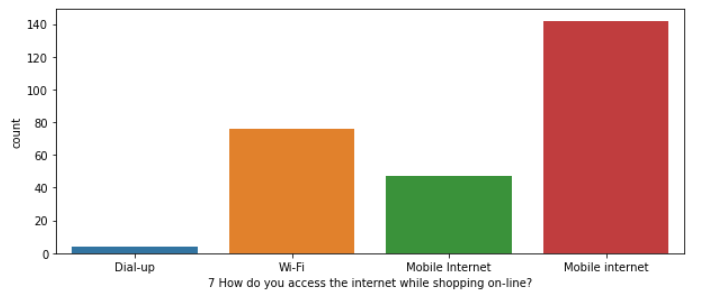 140
120
100
80
60
40
20
0
count
Dial-up Wi-Fi Mobile Internet Mobile internet
7 How do you access the internet while shopping on-line?